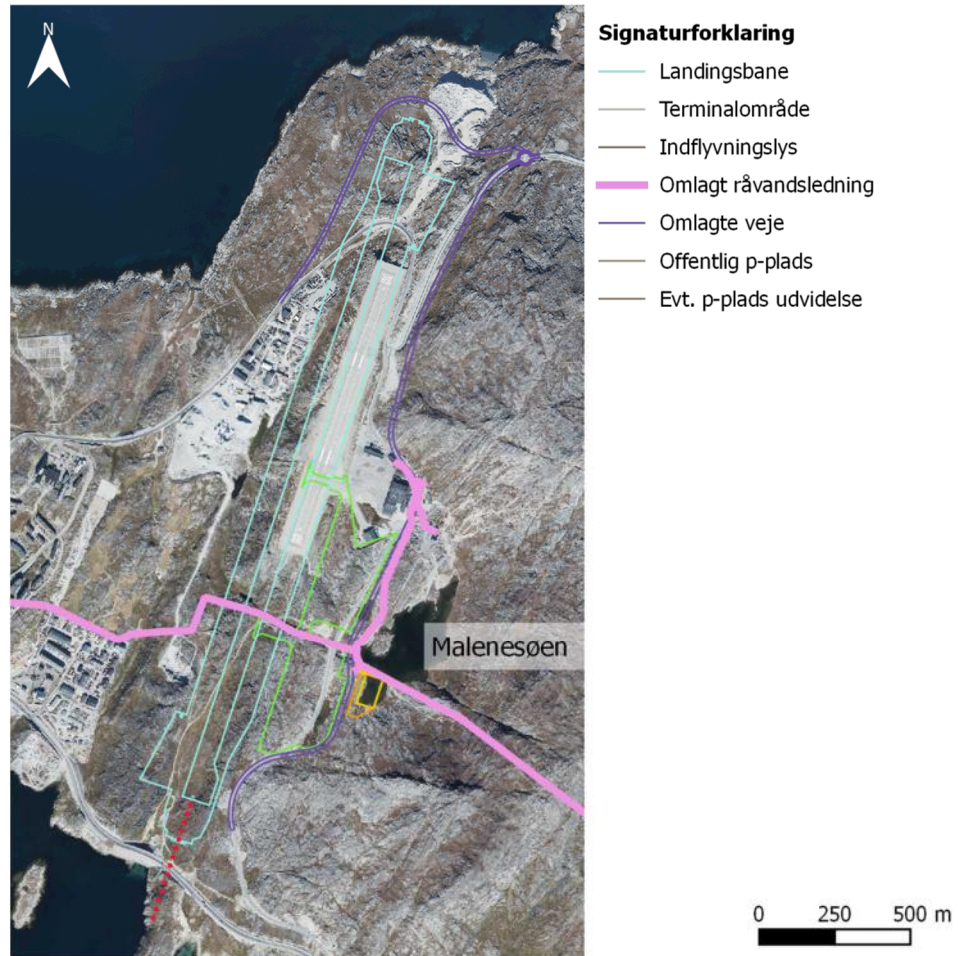 N
Signaturforklaring
Landingsbane
Terminalområde
Indflyvningslys
Omlagt råvandsledning
Omlagte veje
Offentlig p-plads
Evt. p-plads udvidelse
Malenesøen
0 250 500 m